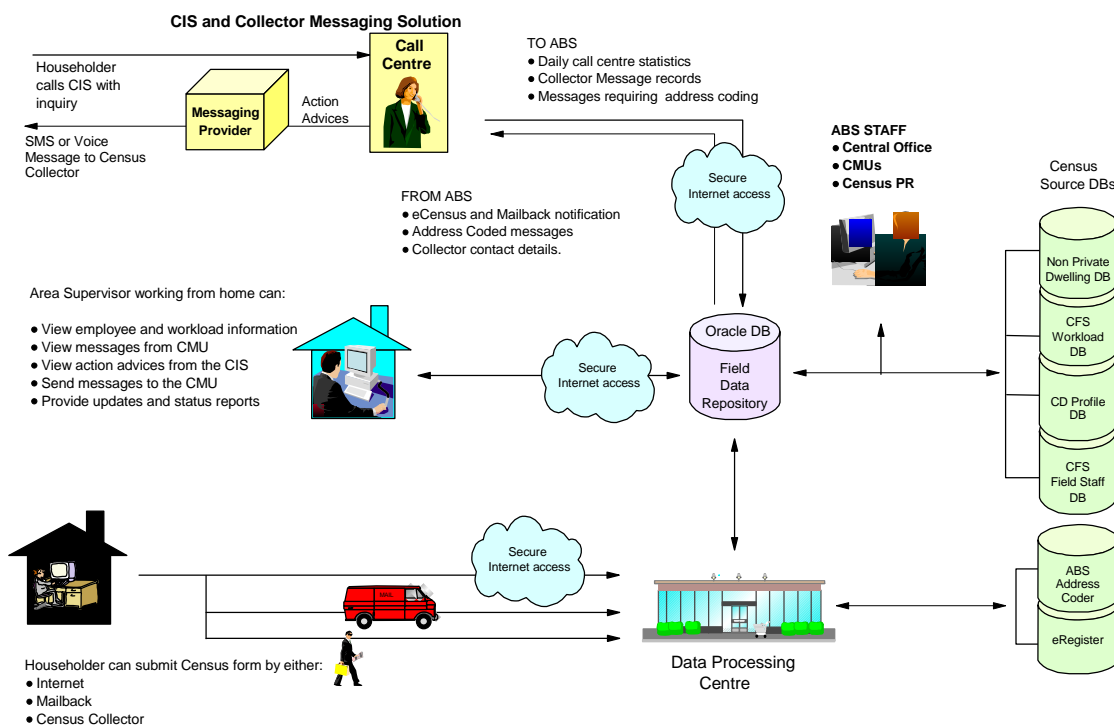 CIS and Collector Messaging Solution
Call
Centre
Householder
calls CIS with
inquiry
Messaging
Provider
Action
Advices
SMS or Voice
Message to Census
Collector
TO ABS
● Daily call centre statistics
● Collector Message records
● Messages requiring address coding
FROM ABS
● eCensus and Mailback notification
● Address Coded messages
● Collector contact details.
Secure
Internet access
ABS STAFF
● Central Office
● CMUs
● Census PR
Census
Source DBs
Non Private
Dwelling DB
CFS
Workload
DB
CD Profile
DB
CFS
Field Staff
DB
Area Supervisor working from home can:
● View employee and workload information
● View messages from CMU
● View action advices from the CIS
● Send messages to the CMU
● Provide updates and status reports
Secure
Internet access
Oracle DB
Field
Data
Repository
Secure
Internet access
MAIL
Householder can submit Census form by either:
● Internet
● Mailback
● Census Collector
Data Processing
Centre
ABS
Address
Coder
eRegister